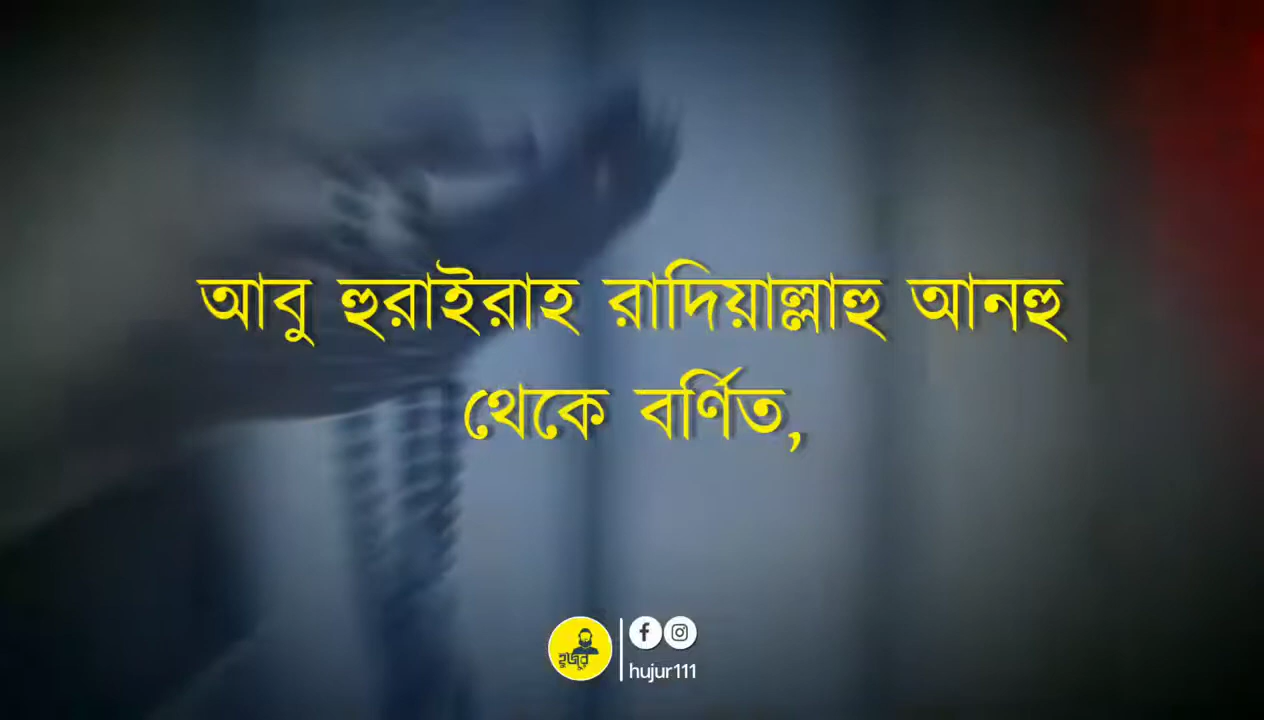 আবু হুরাইরাহ রাদিয়াল্লাহু আনহু
থেকে বর্ণিত,
হুজুর
hujur111